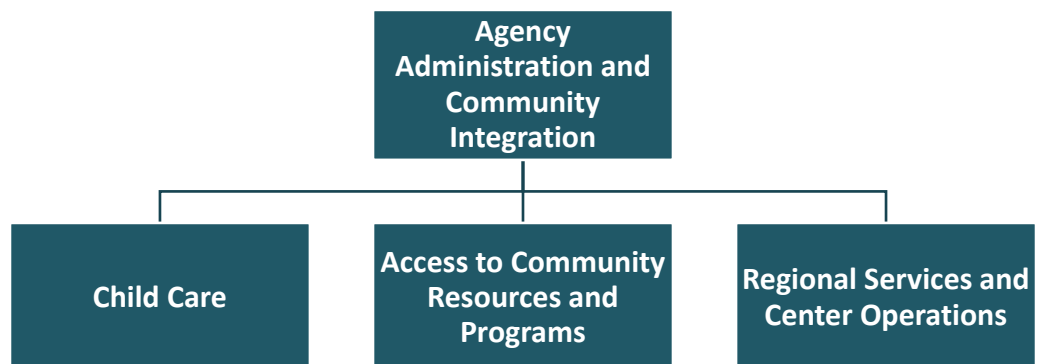 Agency
Administration and
Community
Integration
Child Care
Access to Community
Resources and
Programs
Regional Services and
Center Operations